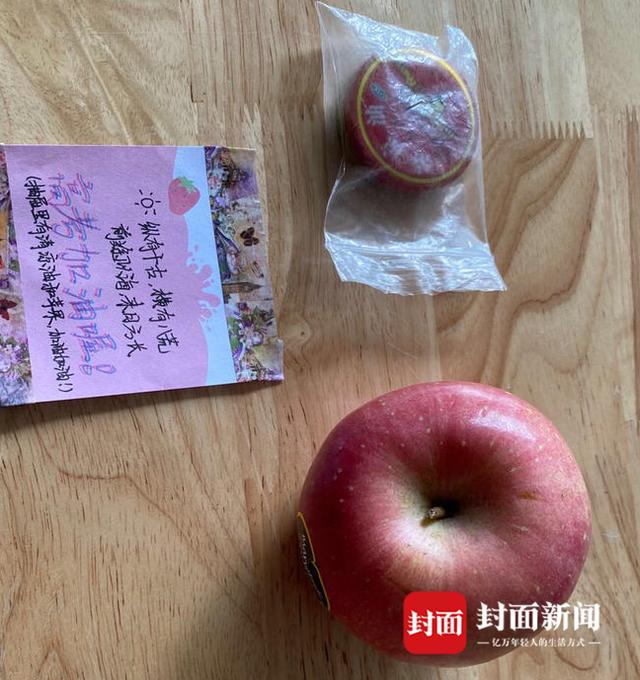 纵有千古,横有八荒
前途似海 来日方长
高考加油喔!
(抽屉里有清凉油和苹果,加油加油!)
封面
封面新闻
亿万年轻人的生活方式